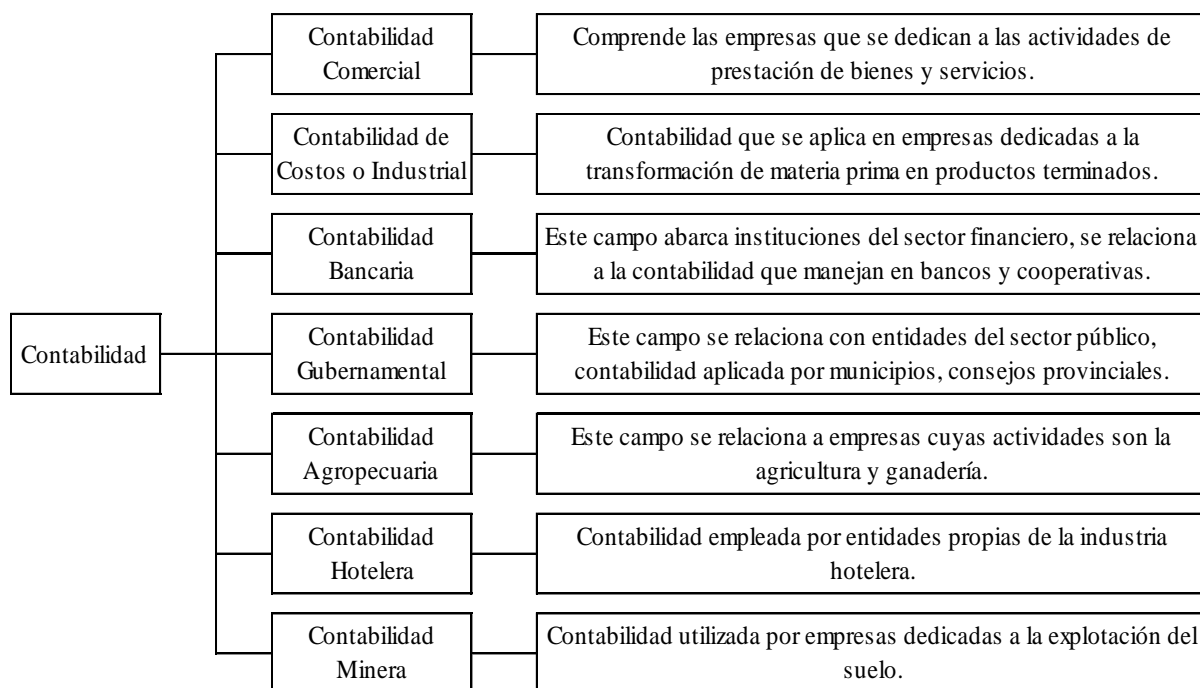 Contabilidad
Contabilidad
Comercial
Comprende las empresas que se dedican a las actividades de
prestación de bienes y servicios.
Contabilidad de
Costos o Industrial
Contabilidad que se aplica en empresas dedicadas a la
transformación de materia prima en productos terminados.
Contabilidad
Bancaria
Este campo abarca instituciones del sector financiero, se relaciona
a la contabilidad que manejan en bancos y cooperativas.
Contabilidad
Gubernamental
Este campo se relaciona con entidades del sector público,
contabilidad aplicada por municipios, consejos provinciales.
Contabilidad
Agropecuaria
Este campo se relaciona a empresas cuyas actividades son la
agricultura y ganadería.
Contabilidad
Hotelera
Contabilidad empleada por entidades propias de la industria
hotelera.
Contabilidad
Minera
Contabilidad utilizada por empresas dedicadas a la explotación del
suelo.